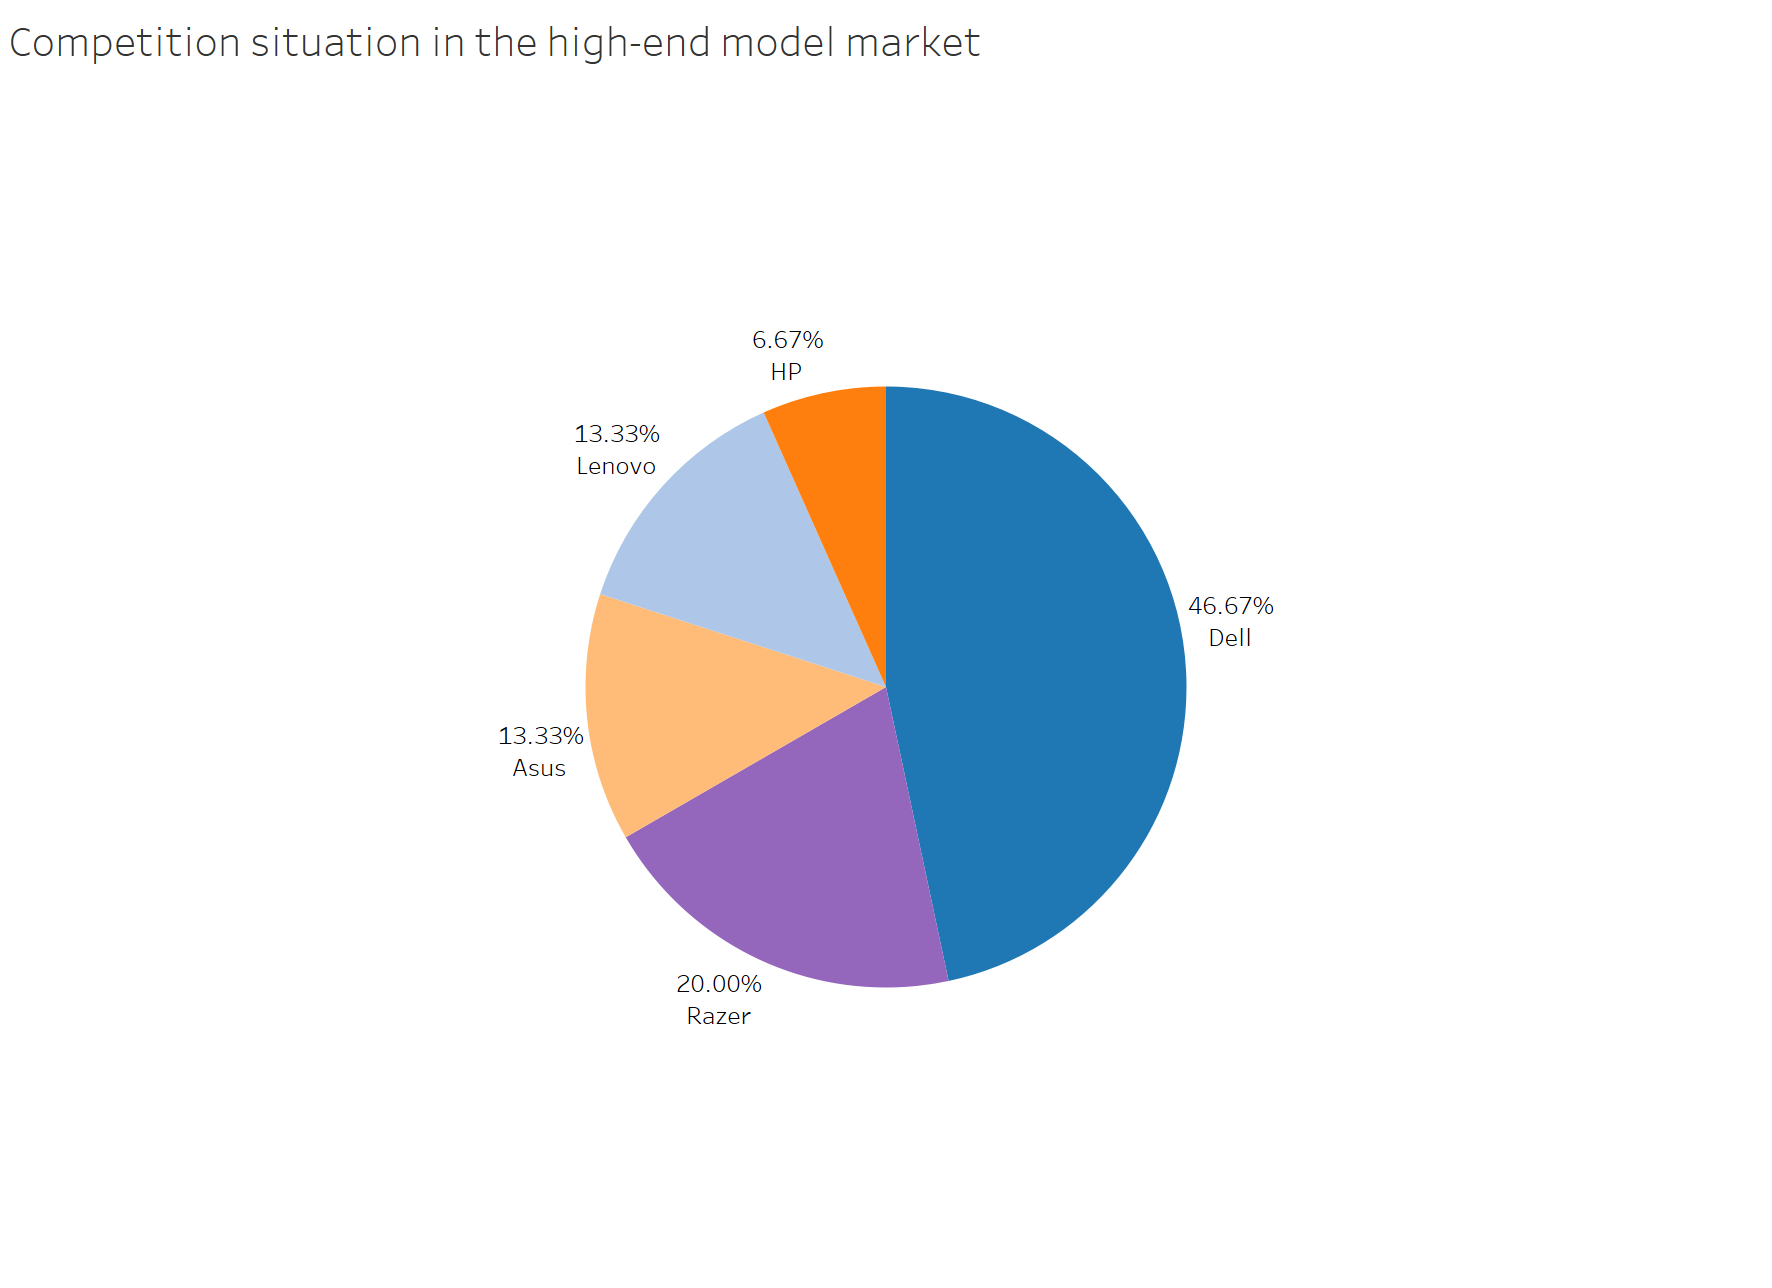 Competition situation in the high-end model market
6.67%
HP
13.33%
Lenovo
46.67%
Dell
13.33%
Asus
20.00%
Razer